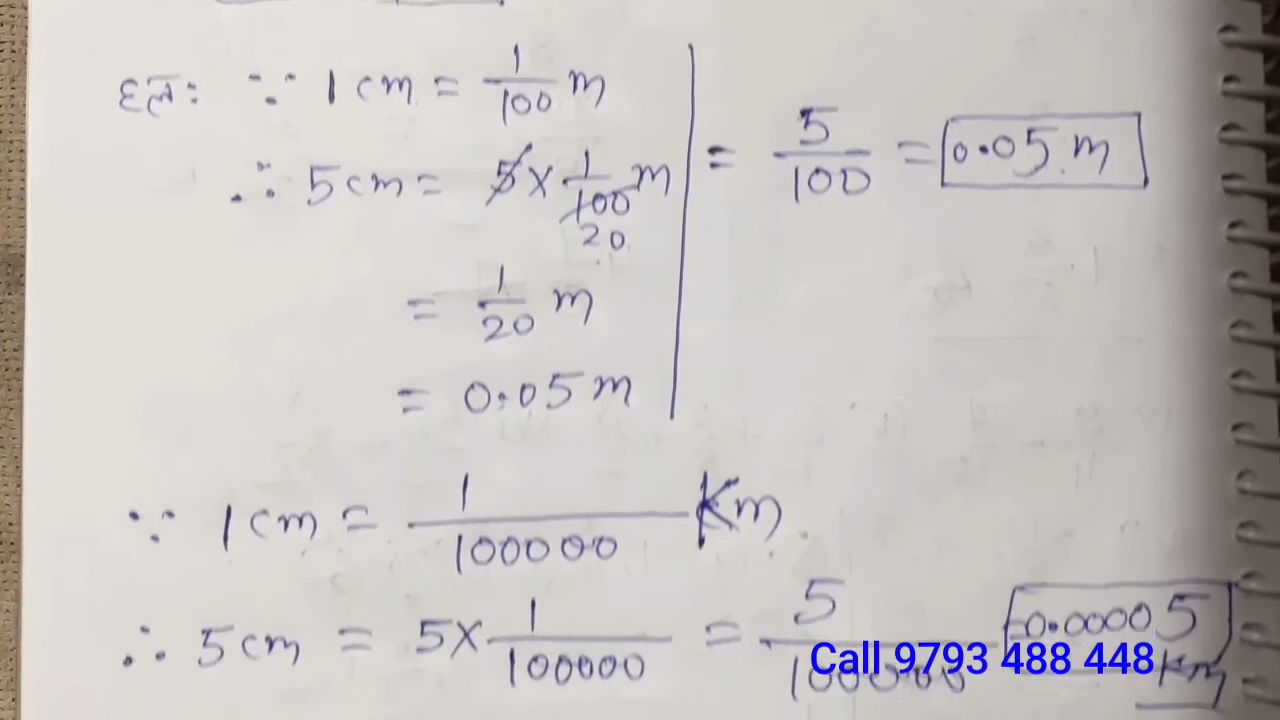 हलः ∵ 1 cm = 1/100 m
∴ 5 cm = 5 × 1/100 m
20
= 1/20 m
= 0.05 m
= 5/100 = 0.05 m
∵ 1 cm = 1/100000 Km
∴ 5 cm = 5 × 1/100000 = 5/100000 0.00005 Km
Call 9793 488 448